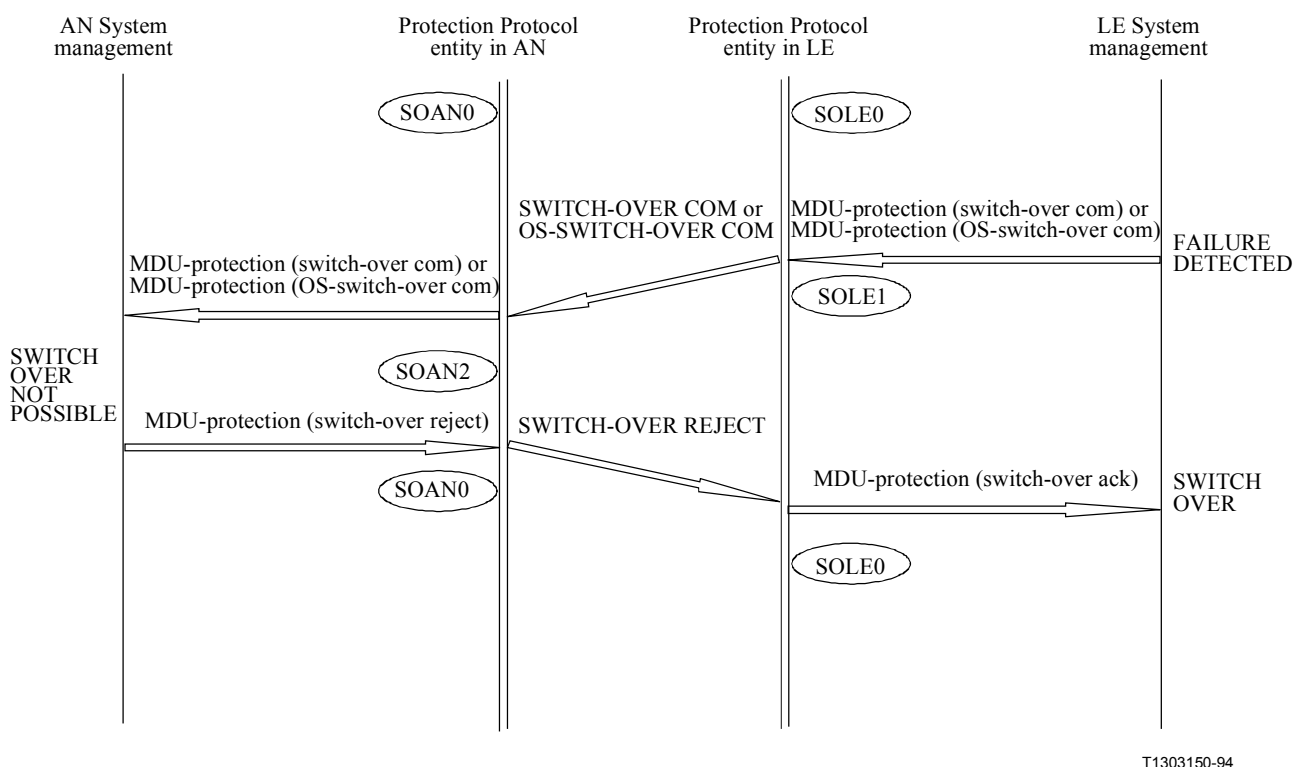 AN System
management
Protection Protocol
entity in AN
Protection Protocol
entity in LE
LE System
management
SOAN0
SOLE0
SWITCH-OVER COM or
OS-SWITCH-OVER COM
MDU-protection (switch-over com) or
MDU-protection (OS-switch-over com)
FAILURE
DETECTED
MDU-protection (switch-over com) or
MDU-protection (OS-switch-over com)
SOLE1
SWITCH
OVER
NOT
POSSIBLE
SOAN2
MDU-protection (switch-over reject)
SWITCH-OVER REJECT
SOAN0
MDU-protection (switch-over ack)
SWITCH
OVER
SOLE0
T1303150-94